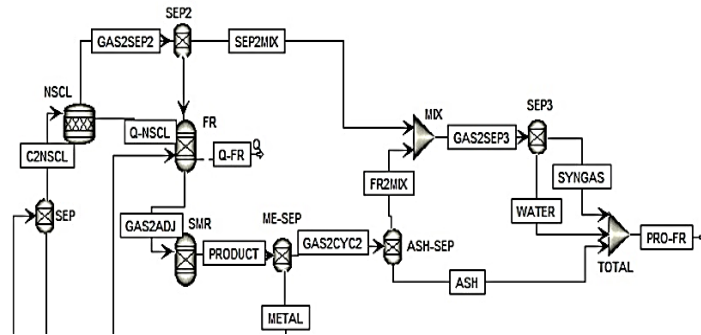 SEP2
GAS2SEP2
SEP2MIX
NSCL
MIX
SEP3
Q-NSCL
FR
GAS2SEP3
Q
Q-FR
C2NSCL
FR2MIX
SYNGAS
SEP
GAS2ADJ
SMR
ME-SEP
WATER
GAS2CYC2
PRODUCT
ASH-SEP
PRO-FR
TOTAL
ASH
METAL